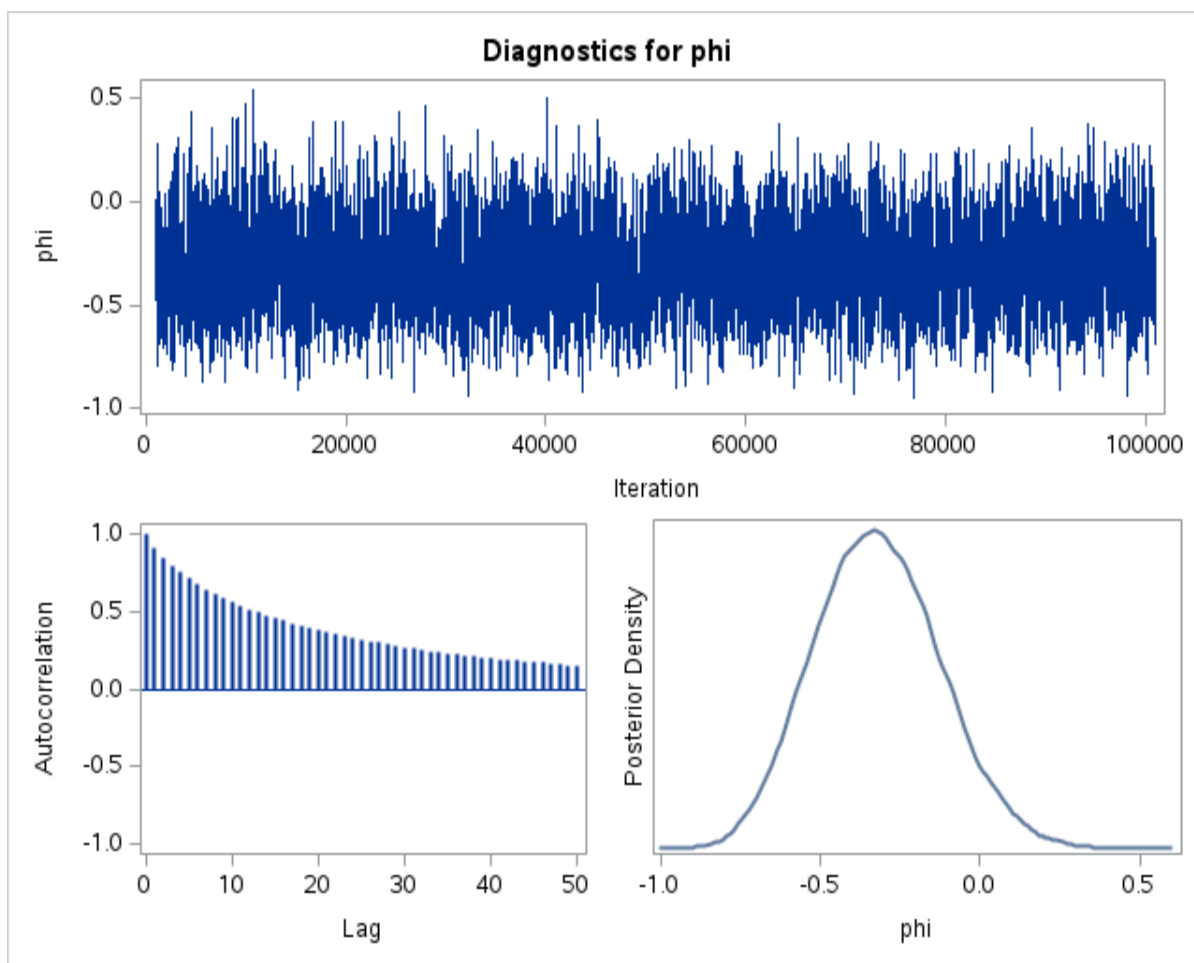 Diagnostics for phi
0.5
0.0
-0.5
-1.0
phi
0 20000 40000 60000 80000 100000
Iteration
1.0
0.5
0.0
-0.5
-1.0
Autocorrelation
0 10 20 30 40 50
Lag
Posterior Density
-1.0 -0.5 0.0 0.5
phi